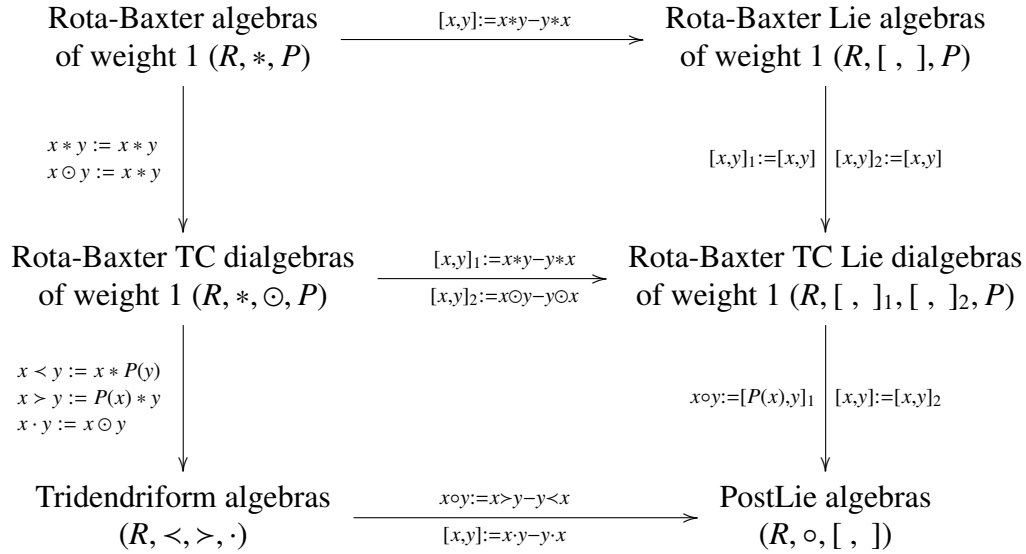 Rota-Baxter algebras
of weight 1 (R, ∗, P)
[x,y]:=x∗y−y∗x
Rota-Baxter Lie algebras
of weight 1 (R, [ , ], P)
x ∗ y := x ∗ y
x ⊙ y := x ∗ y
[x,y]₁:=[x,y]
[x,y]₂:=[x,y]
Rota-Baxter TC dialgebras
of weight 1 (R, ∗, ⊙, P)
[x,y]₁:=x∗y−y∗x
[x,y]₂:=x⊙y−y⊙x
Rota-Baxter TC Lie dialgebras
of weight 1 (R, [ , ]₁, [ , ]₂, P)
x ≺ y := x ∗ P(y)
x ≻ y := P(x) ∗ y
x · y := x ⊙ y
x∘y:=[P(x),y]₁
[x,y]:=[x,y]₂
Tridendriform algebras
(R, ≺, ≻, ·)
x∘y:=x≻y−y≺x
[x,y]:=x·y−y·x
PostLie algebras
(R, ∘, [ , ])